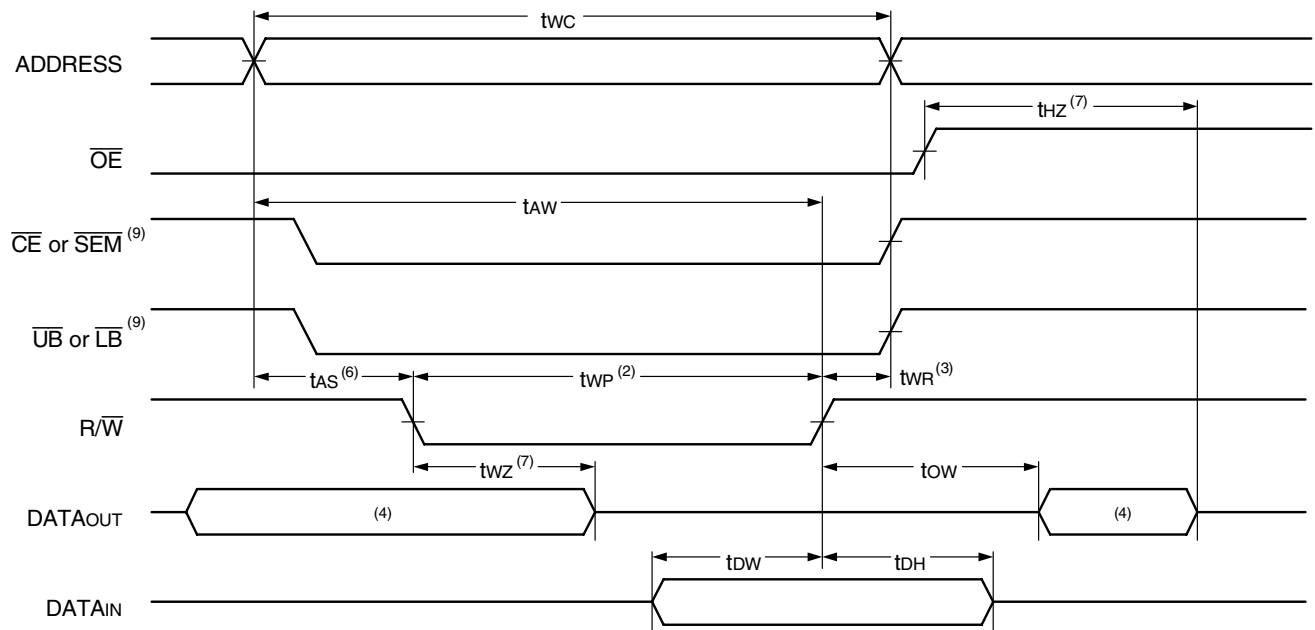 tWC
ADDRESS
tHZ (7)
OE
tAW
CE or SEM (9)
UB or LB (9)
tAS (6) tWP (2) tWR (3)
R/W
tWZ (7) tOW
DATAOUT (4) (4)
tDW tDH
DATAIN